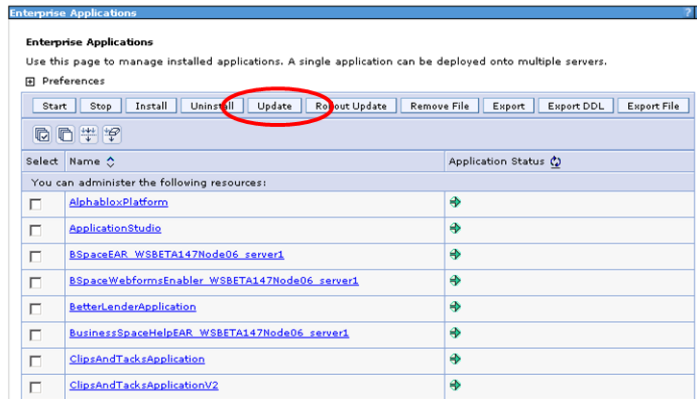 Enterprise Applications ?
Enterprise Applications
Use this page to manage installed applications. A single application can be deployed onto multiple servers.
Preferences
Start Stop Install Uninstall Update Rollout Update Remove File Export Export DDL Export File
Select Name Application Status
You can administer the following resources:
AlphabloxPlatform
ApplicationStudio
BSpaceEAR_WSBETA147Node06_server1
BSpaceWebformsEnabler_WSBETA147Node06_server1
BetterLenderApplication
BusinessSpaceHelpEAR_WSBETA147Node06_server1
ClipsAndTacksApplication
ClipsAndTacksApplicationV2